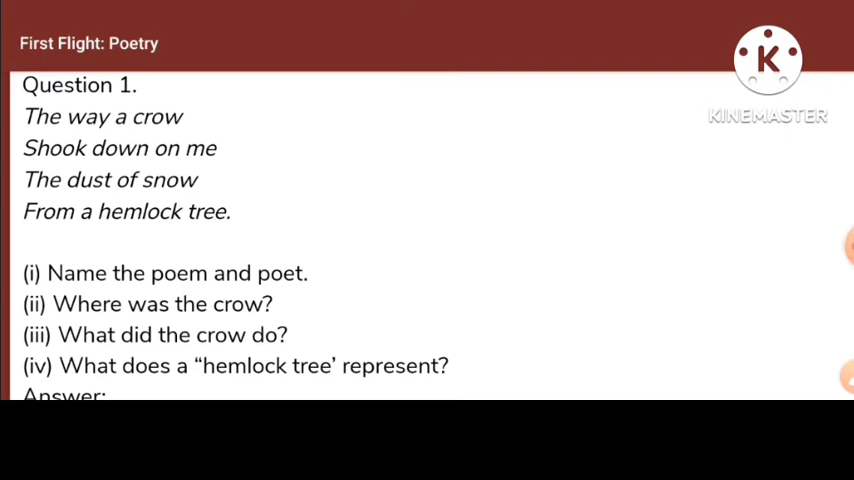 First Flight: Poetry
K
KINEMASTER
Question 1.
The way a crow
Shook down on me
The dust of snow
From a hemlock tree.
(i) Name the poem and poet.
(ii) Where was the crow?
(iii) What did the crow do?
(iv) What does a “hemlock tree’ represent?
Answer: